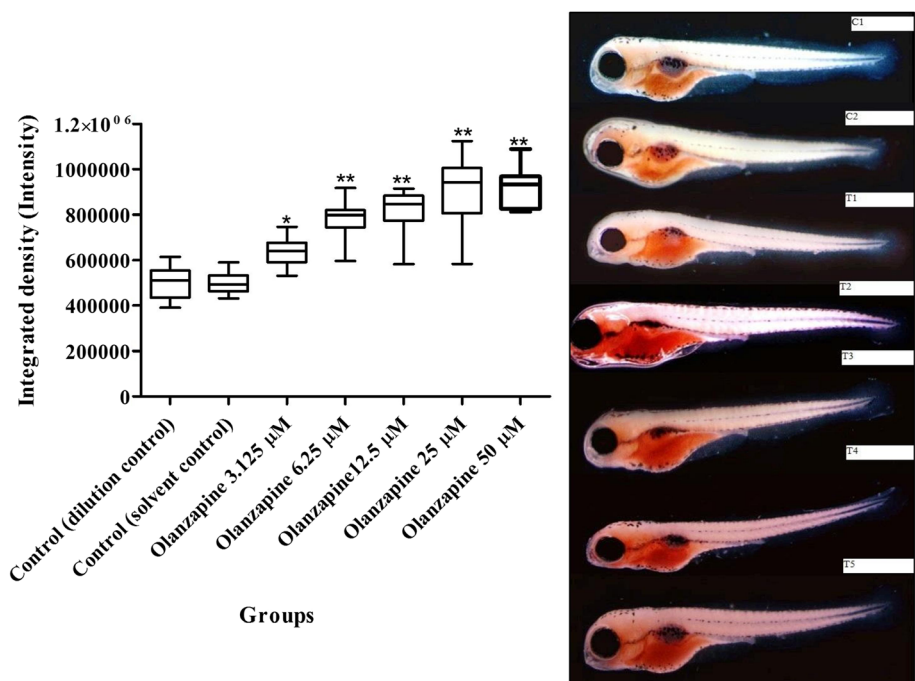 Integrated density (Intensity)
1.2×10⁰⁶
1000000
800000
600000
400000
200000
0
*
**
**
**
**
Control (dilution control)
Control (solvent control)
Olanzapine 3.125 µM
Olanzapine 6.25 µM
Olanzapine12.5 µM
Olanzapine 25 µM
Olanzapine 50 µM
Groups
C1
C2
T1
T2
T3
T4
T5